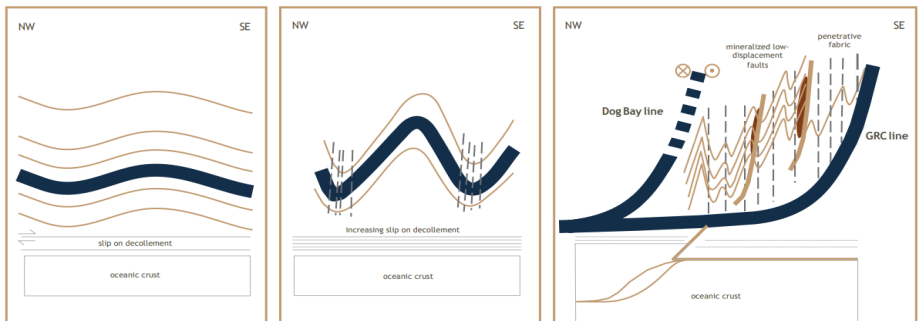 NW
SE
slip on decollement
oceanic crust
NW
SE
increasing slip on decollement
oceanic crust
NW
SE
penetrative
fabric
mineralized low-
displacement
faults
Dog Bay line
GRC line
oceanic crust